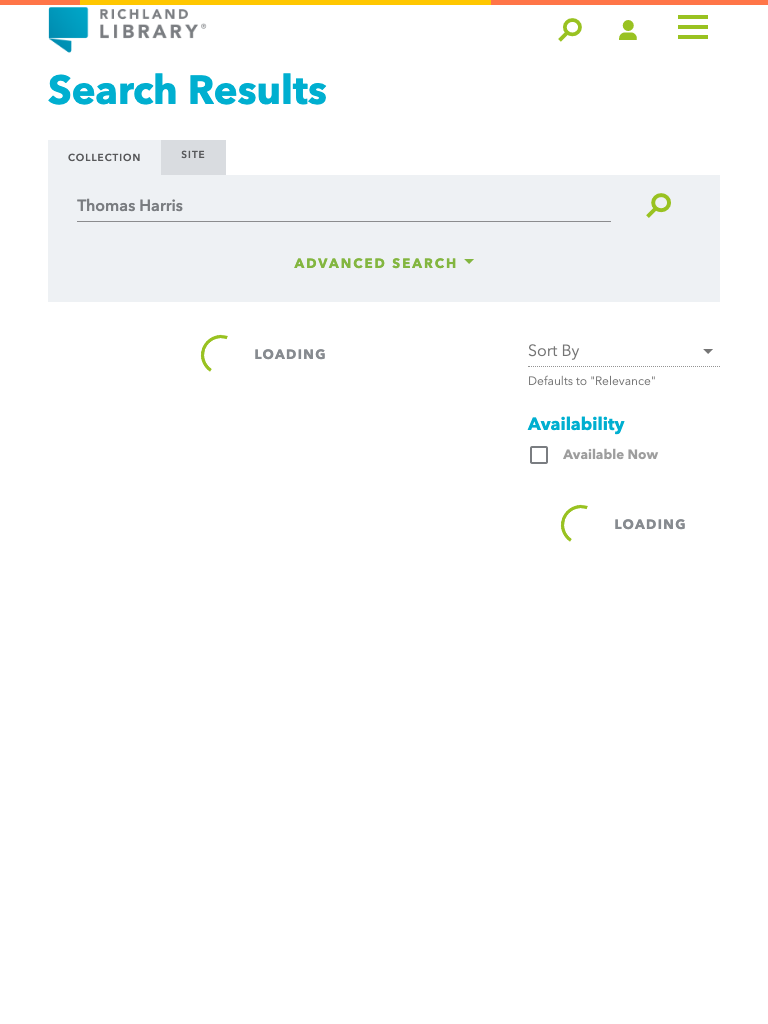 RICHLAND
LIBRARY®
Search Results
COLLECTION
SITE
Thomas Harris
ADVANCED SEARCH
LOADING
Sort By
Defaults to "Relevance"
Availability
Available Now
LOADING